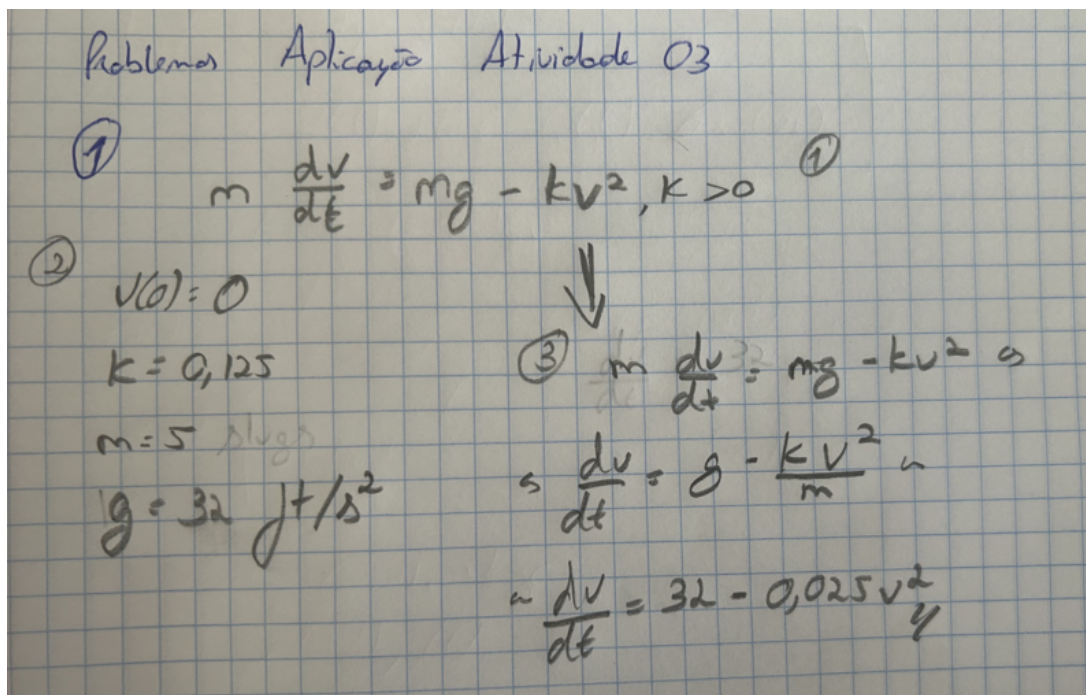 Problemas Aplicação Atividade 03
①
m dv/dt = mg - kv², K > 0 ①
②
v(0) = 0
K = 0,125
m = 5 slugs
g = 32 ft/s²
③ m dv/dt = mg - kv²
dv/dt = g - kv²/m
dv/dt = 32 - 0,025v²